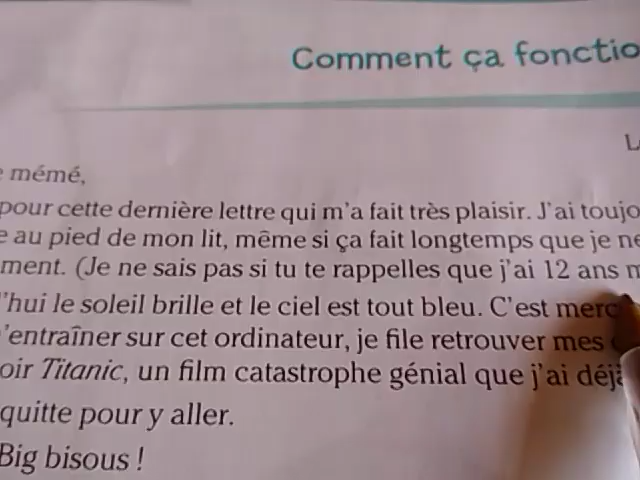 Comment ça fonctio
L
mémé,
pour cette dernière lettre qui m'a fait très plaisir. J'ai toujo
e au pied de mon lit, même si ça fait longtemps que je ne
ment. (Je ne sais pas si tu te rappelles que j'ai 12 ans m
'hui le soleil brille et le ciel est tout bleu. C'est merc
'entraîner sur cet ordinateur, je file retrouver mes
oir Titanic, un film catastrophe génial que j'ai déjà
quitte pour y aller.
Big bisous !